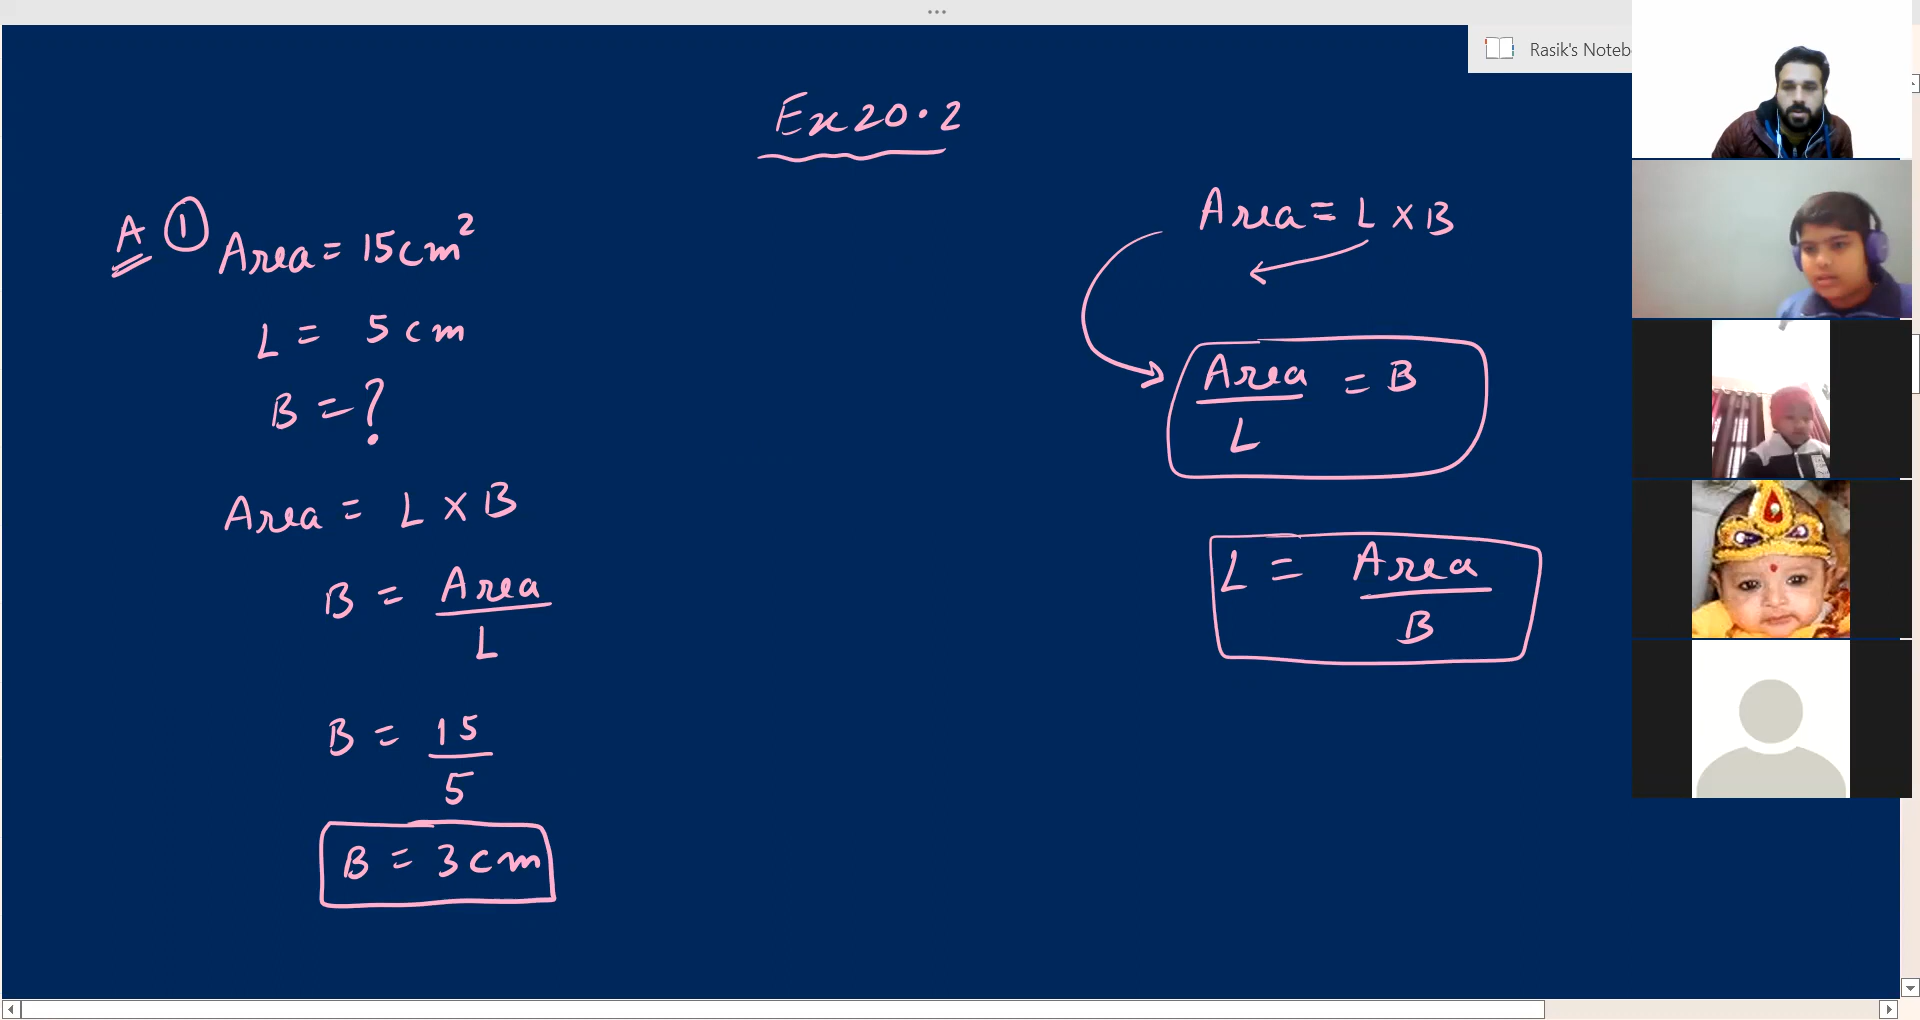 Rasik's Noteb
Ex 20.2
A ① Area = 15cm²
L = 5cm
B = ?
Area = L × B
B = Area
L
B = 15
5
B = 3cm
Area = L × B
Area = B
L
L = Area
B